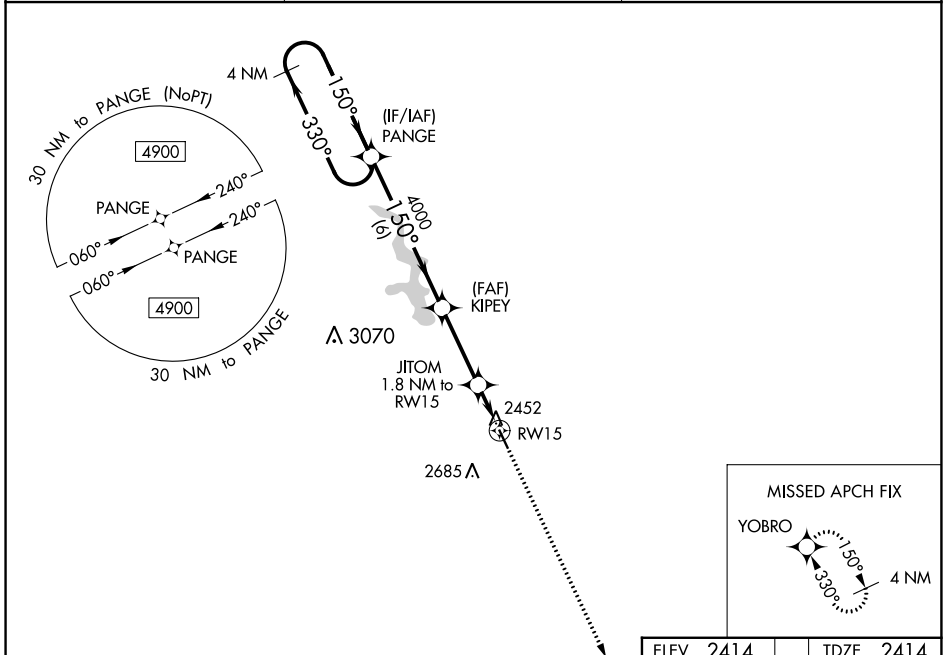 30 NM to PANGE (NoPT)
4900
240°
PANGE
060°
240°
PANGE
060°
4900
30 NM to PANGE
4 NM
150°
330°
(IF/IAF)
PANGE
4000
150°
(6)
(FAF)
KIPEY
3070
JITOM
1.8 NM to
RW15
2452
RW15
2685
MISSED APCH FIX
YOBRO
150°
330°
4 NM
ELEV 2414 TDZE 2414